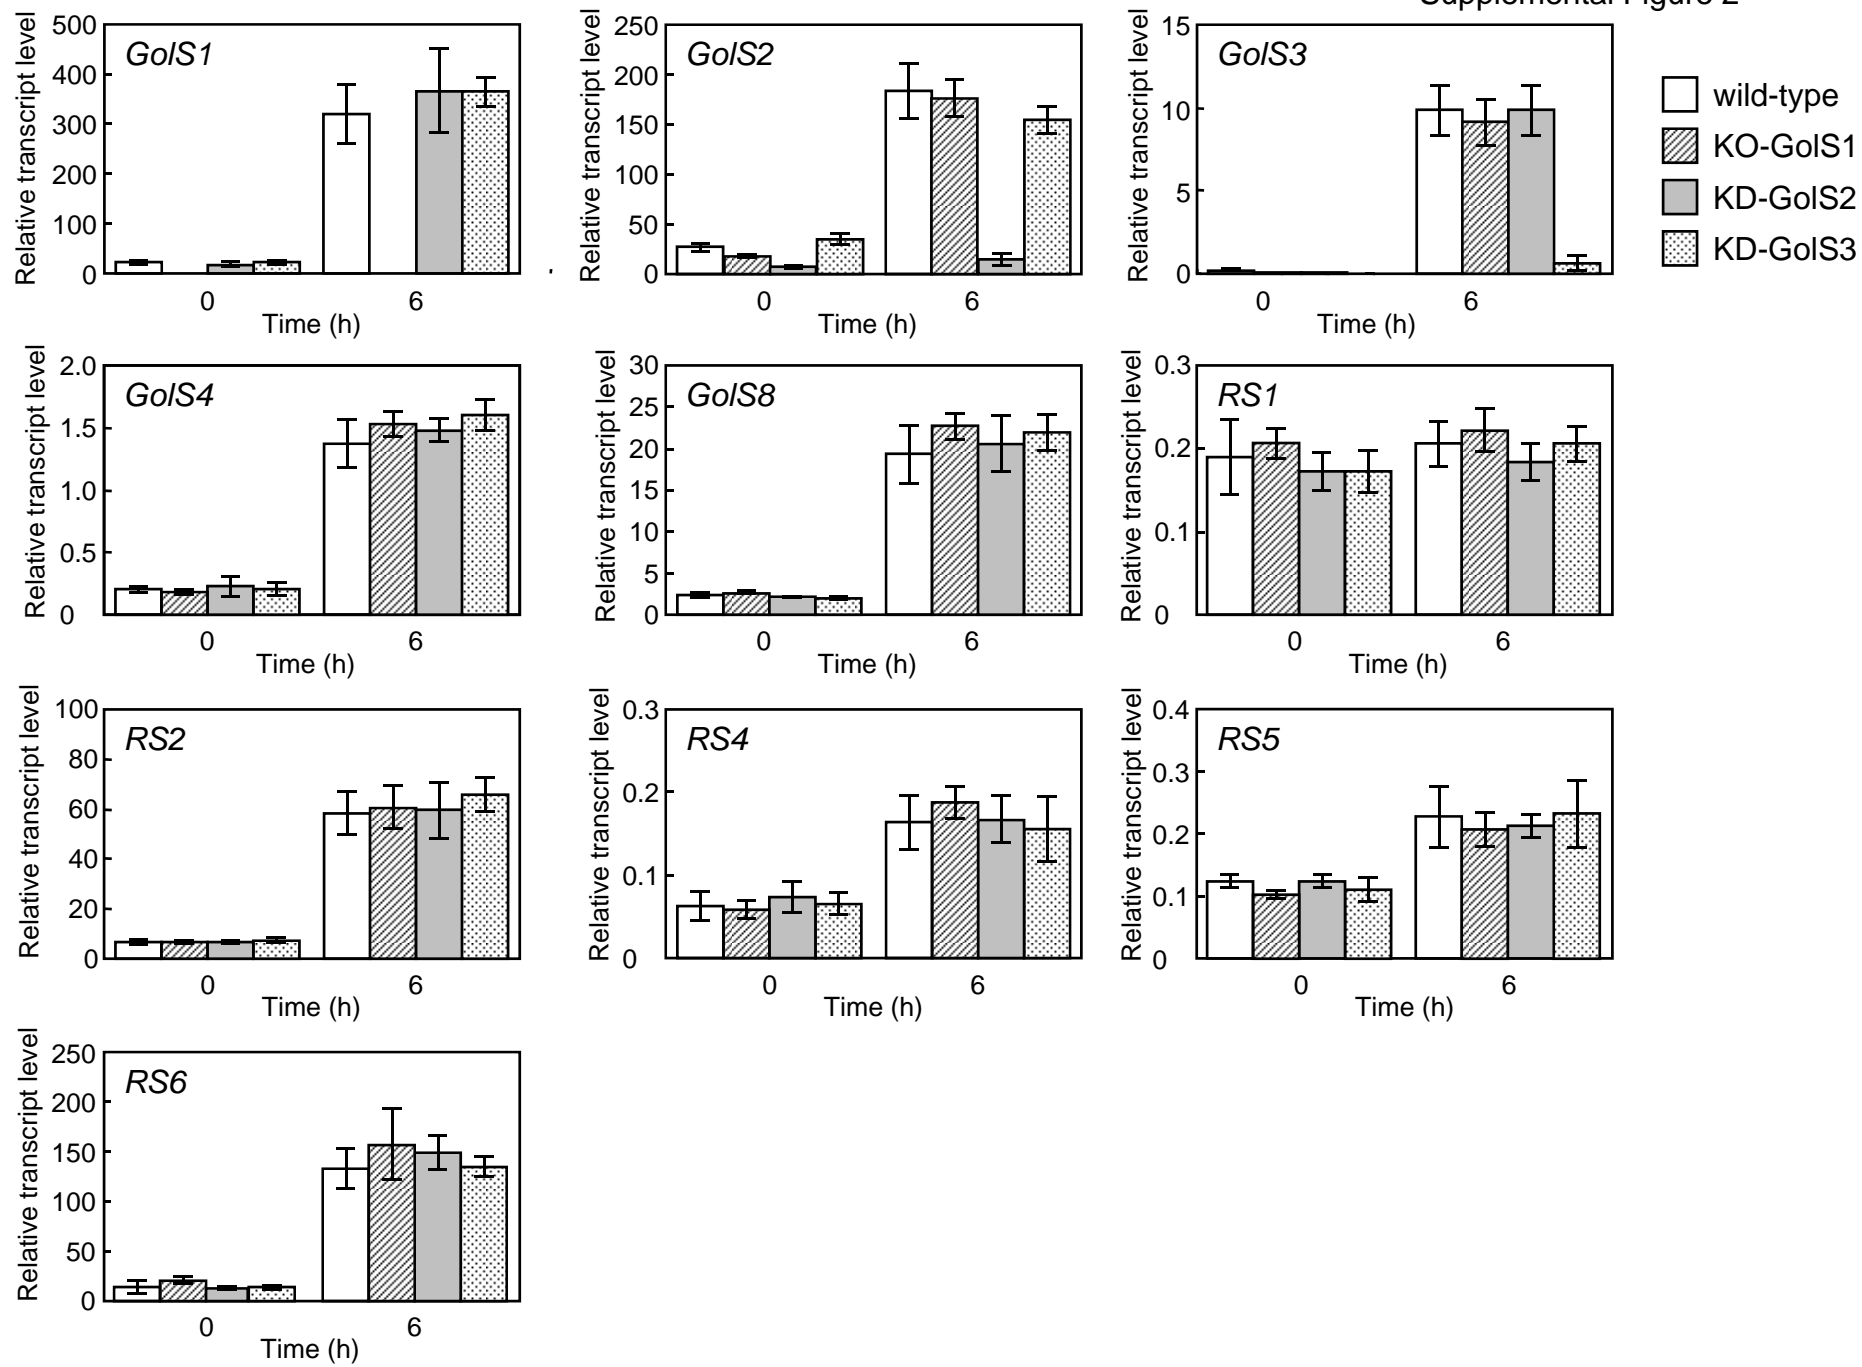 Supplemental Figure 2
500
400
300
200
100
0
Relative transcript level
GolS1
0
6
Time (h)
250
200
150
100
50
0
Relative transcript level
GolS2
0
6
Time (h)
15
10
5
0
Relative transcript level
GolS3
0
6
Time (h)
wild-type
KO-GolS1
KD-GolS2
KD-GolS3
2.0
1.5
1.0
0.5
0
Relative transcript level
GolS4
0
6
Time (h)
30
25
20
15
10
5
0
Relative transcript level
GolS8
0
6
Time (h)
0.3
0.2
0.1
0
Relative transcript level
RS1
0
6
Time (h)
100
80
60
40
20
0
Relative transcript level
RS2
0
6
Time (h)
0.3
0.2
0.1
0
Relative transcript level
RS4
0
6
Time (h)
0.4
0.3
0.2
0.1
0
Relative transcript level
RS5
0
6
Time (h)
250
200
150
100
50
0
Relative transcript level
RS6
0
6
Time (h)